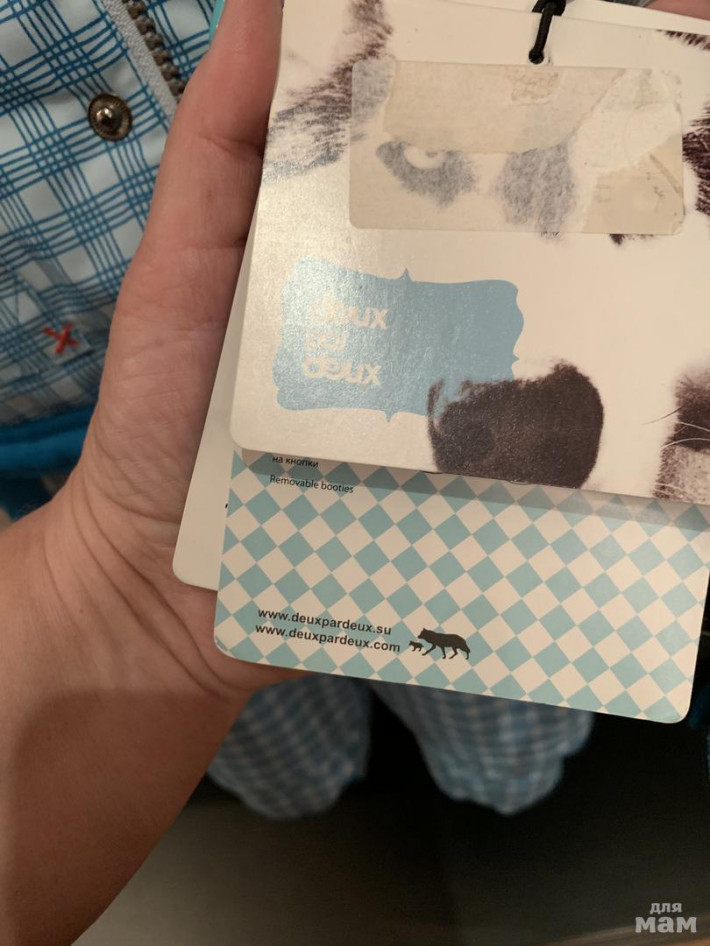 deux
par
deux
на кнопки
Removable booties
www.deuxpardeux.su
www.deuxpardeux.com
для
мам